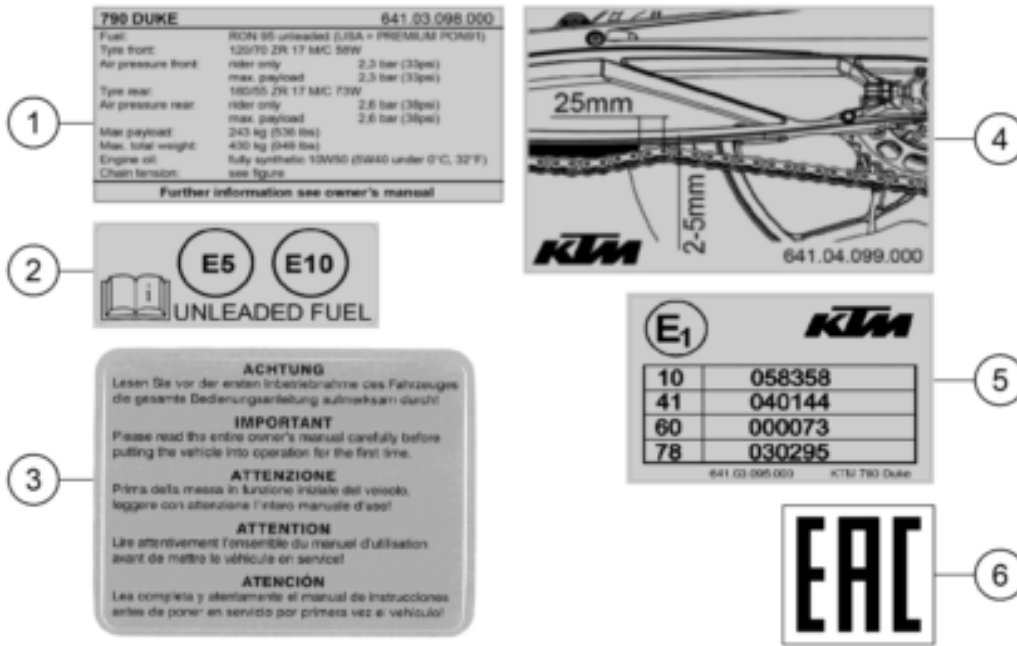 790 DUKE 641.03.098.000
Fuel: RON 95 unleaded (USA = PREMIUM PON91)
Tyre front: 120/70 ZR 17 M/C 58W
Air pressure front: rider only 2,3 bar (33psi)
max. payload 2,3 bar (33psi)
Tyre rear: 180/55 ZR 17 M/C 73W
Air pressure rear: rider only 2,6 bar (38psi)
max. payload 2,6 bar (38psi)
Max payload: 243 kg (536 lbs)
Max. total weight: 430 kg (948 lbs)
Engine oil: fully synthetic 10W50 (5W40 under 0°C, 32°F)
Chain tension: see figure
Further information see owner's manual
1
E5 E10
i
UNLEADED FUEL
2
ACHTUNG
Lesen Sie vor der ersten Inbetriebnahme des Fahrzeuges
die gesamte Bedienungsanleitung aufmerksam durch!
IMPORTANT
Please read the entire owner's manual carefully before
putting the vehicle into operation for the first time.
ATTENZIONE
Prima della messa in funzione iniziale del veicolo,
leggere con attenzione l'intero manuale d'uso!
ATTENTION
Lire attentivement l'ensemble du manuel d'utilisation
avant de mettre le véhicule en service!
ATENCIÓN
Lea completa y atentamente el manual de instrucciones
antes de poner en servicio por primera vez el vehículo!
3
25mm
2-5mm
KTM 641.04.099.000
4
E1 KTM
10 058358
41 040144
60 000073
78 030295
641.03.095.000 KTM 790 Duke
5
EAC
6